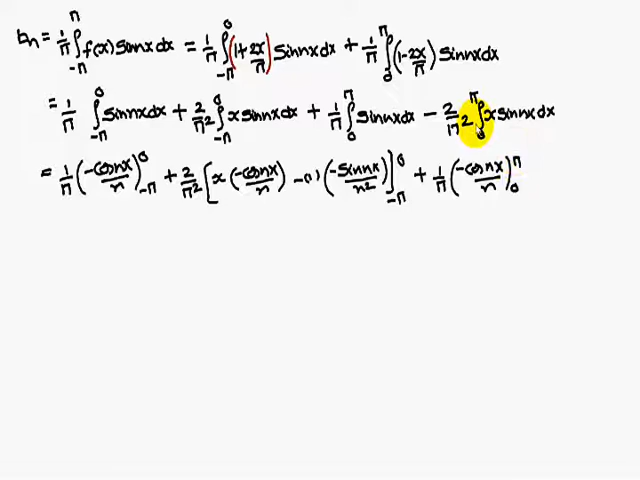 bn = 1/π ∫_{-π}^{π} f(x) Sinnx dx = 1/π ∫_{-π}^{0} (1+2x/π) Sinnx dx + 1/π ∫_{0}^{π} (1-2x/π) Sinnx dx
= 1/π ∫_{-π}^{0} Sinnx dx + 2/π² ∫_{-π}^{0} x sinnx dx + 1/π ∫_{0}^{π} Sinnx dx - 2/π² ∫_{0}^{π} x sinnx dx
= 1/π (-Cosnx/n)_{-π}^{0} + 2/π² [x (-Cosnx/n) - (1) (-Sinnx/n²)]_{-π}^{0} + 1/π (-Cosnx/n)_{0}^{π}